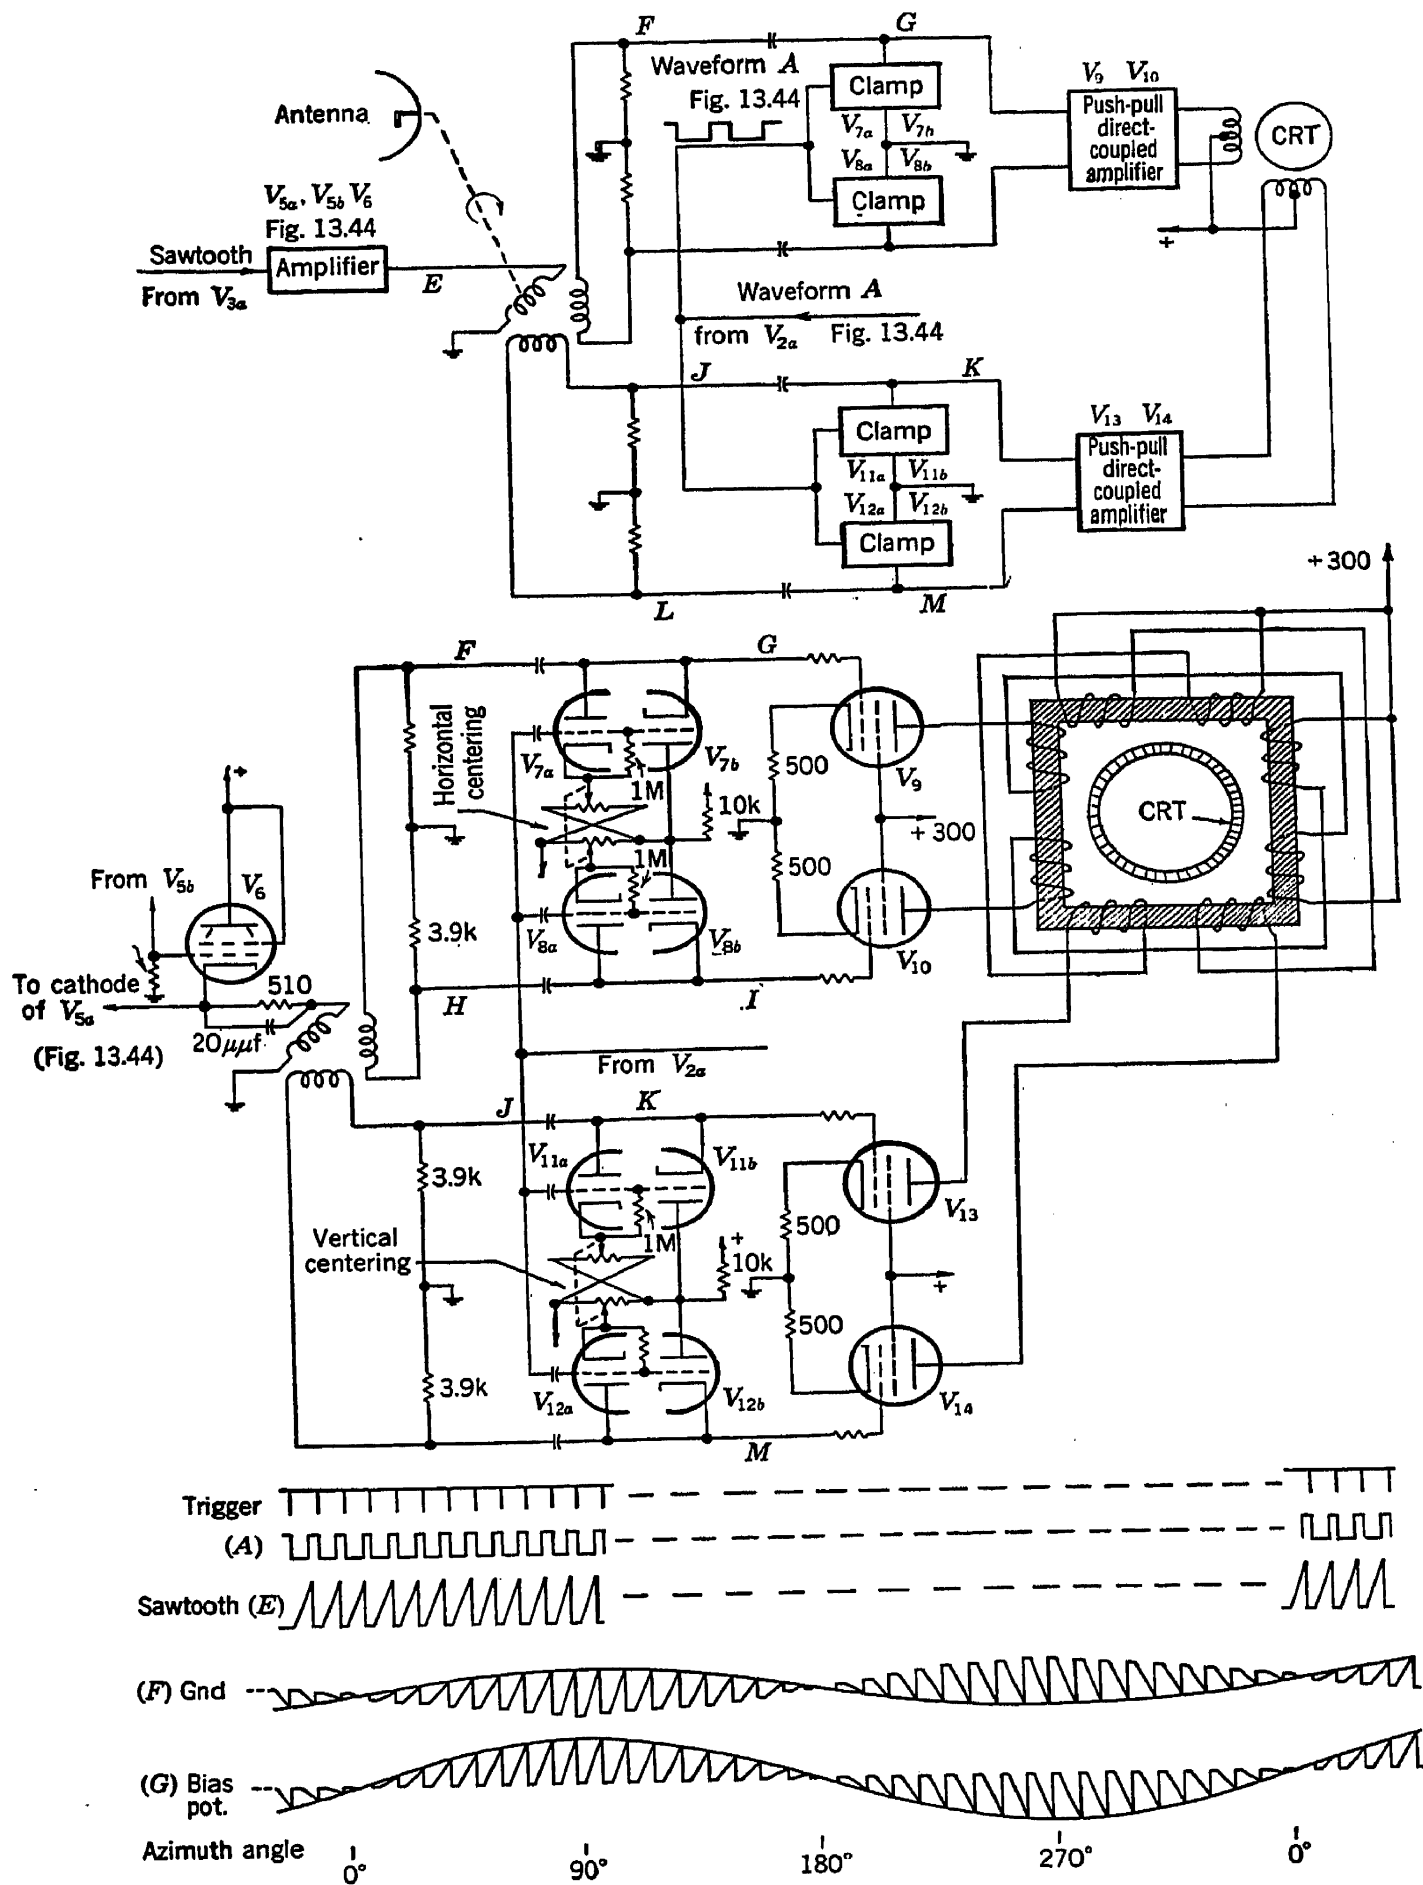 F
G
Waveform A
Fig. 13.44
Clamp
V7a V7b
V8a V8b
Clamp
V9 V10
Push-pull
direct-
coupled
amplifier
CRT
Antenna
V5a, V5b V6
Fig. 13.44
Sawtooth
Amplifier
From V3a
E
+
Waveform A
from V2a Fig. 13.44
J
K
Clamp
V11a V11b
V12a V12b
Clamp
V13 V14
Push-pull
direct-
coupled
amplifier
L
M
+300
F
G
Horizontal
centering
V7a
V7b
1M
10k
500
V9
+300
CRT
1M
500
V8a
V8b
V10
+
From V5b
V6
3.9k
To cathode
of V5a
(Fig. 13.44)
510
20μμf
H
I
From V2a
J
K
V11a
V11b
3.9k
V13
Vertical
centering
1M
+
10k
500
+
500
3.9k
V12a
V12b
V14
M
Trigger
(A)
Sawtooth (E)
(F) Gnd
(G) Bias
pot.
Azimuth angle
0° 90° 180° 270° 0°